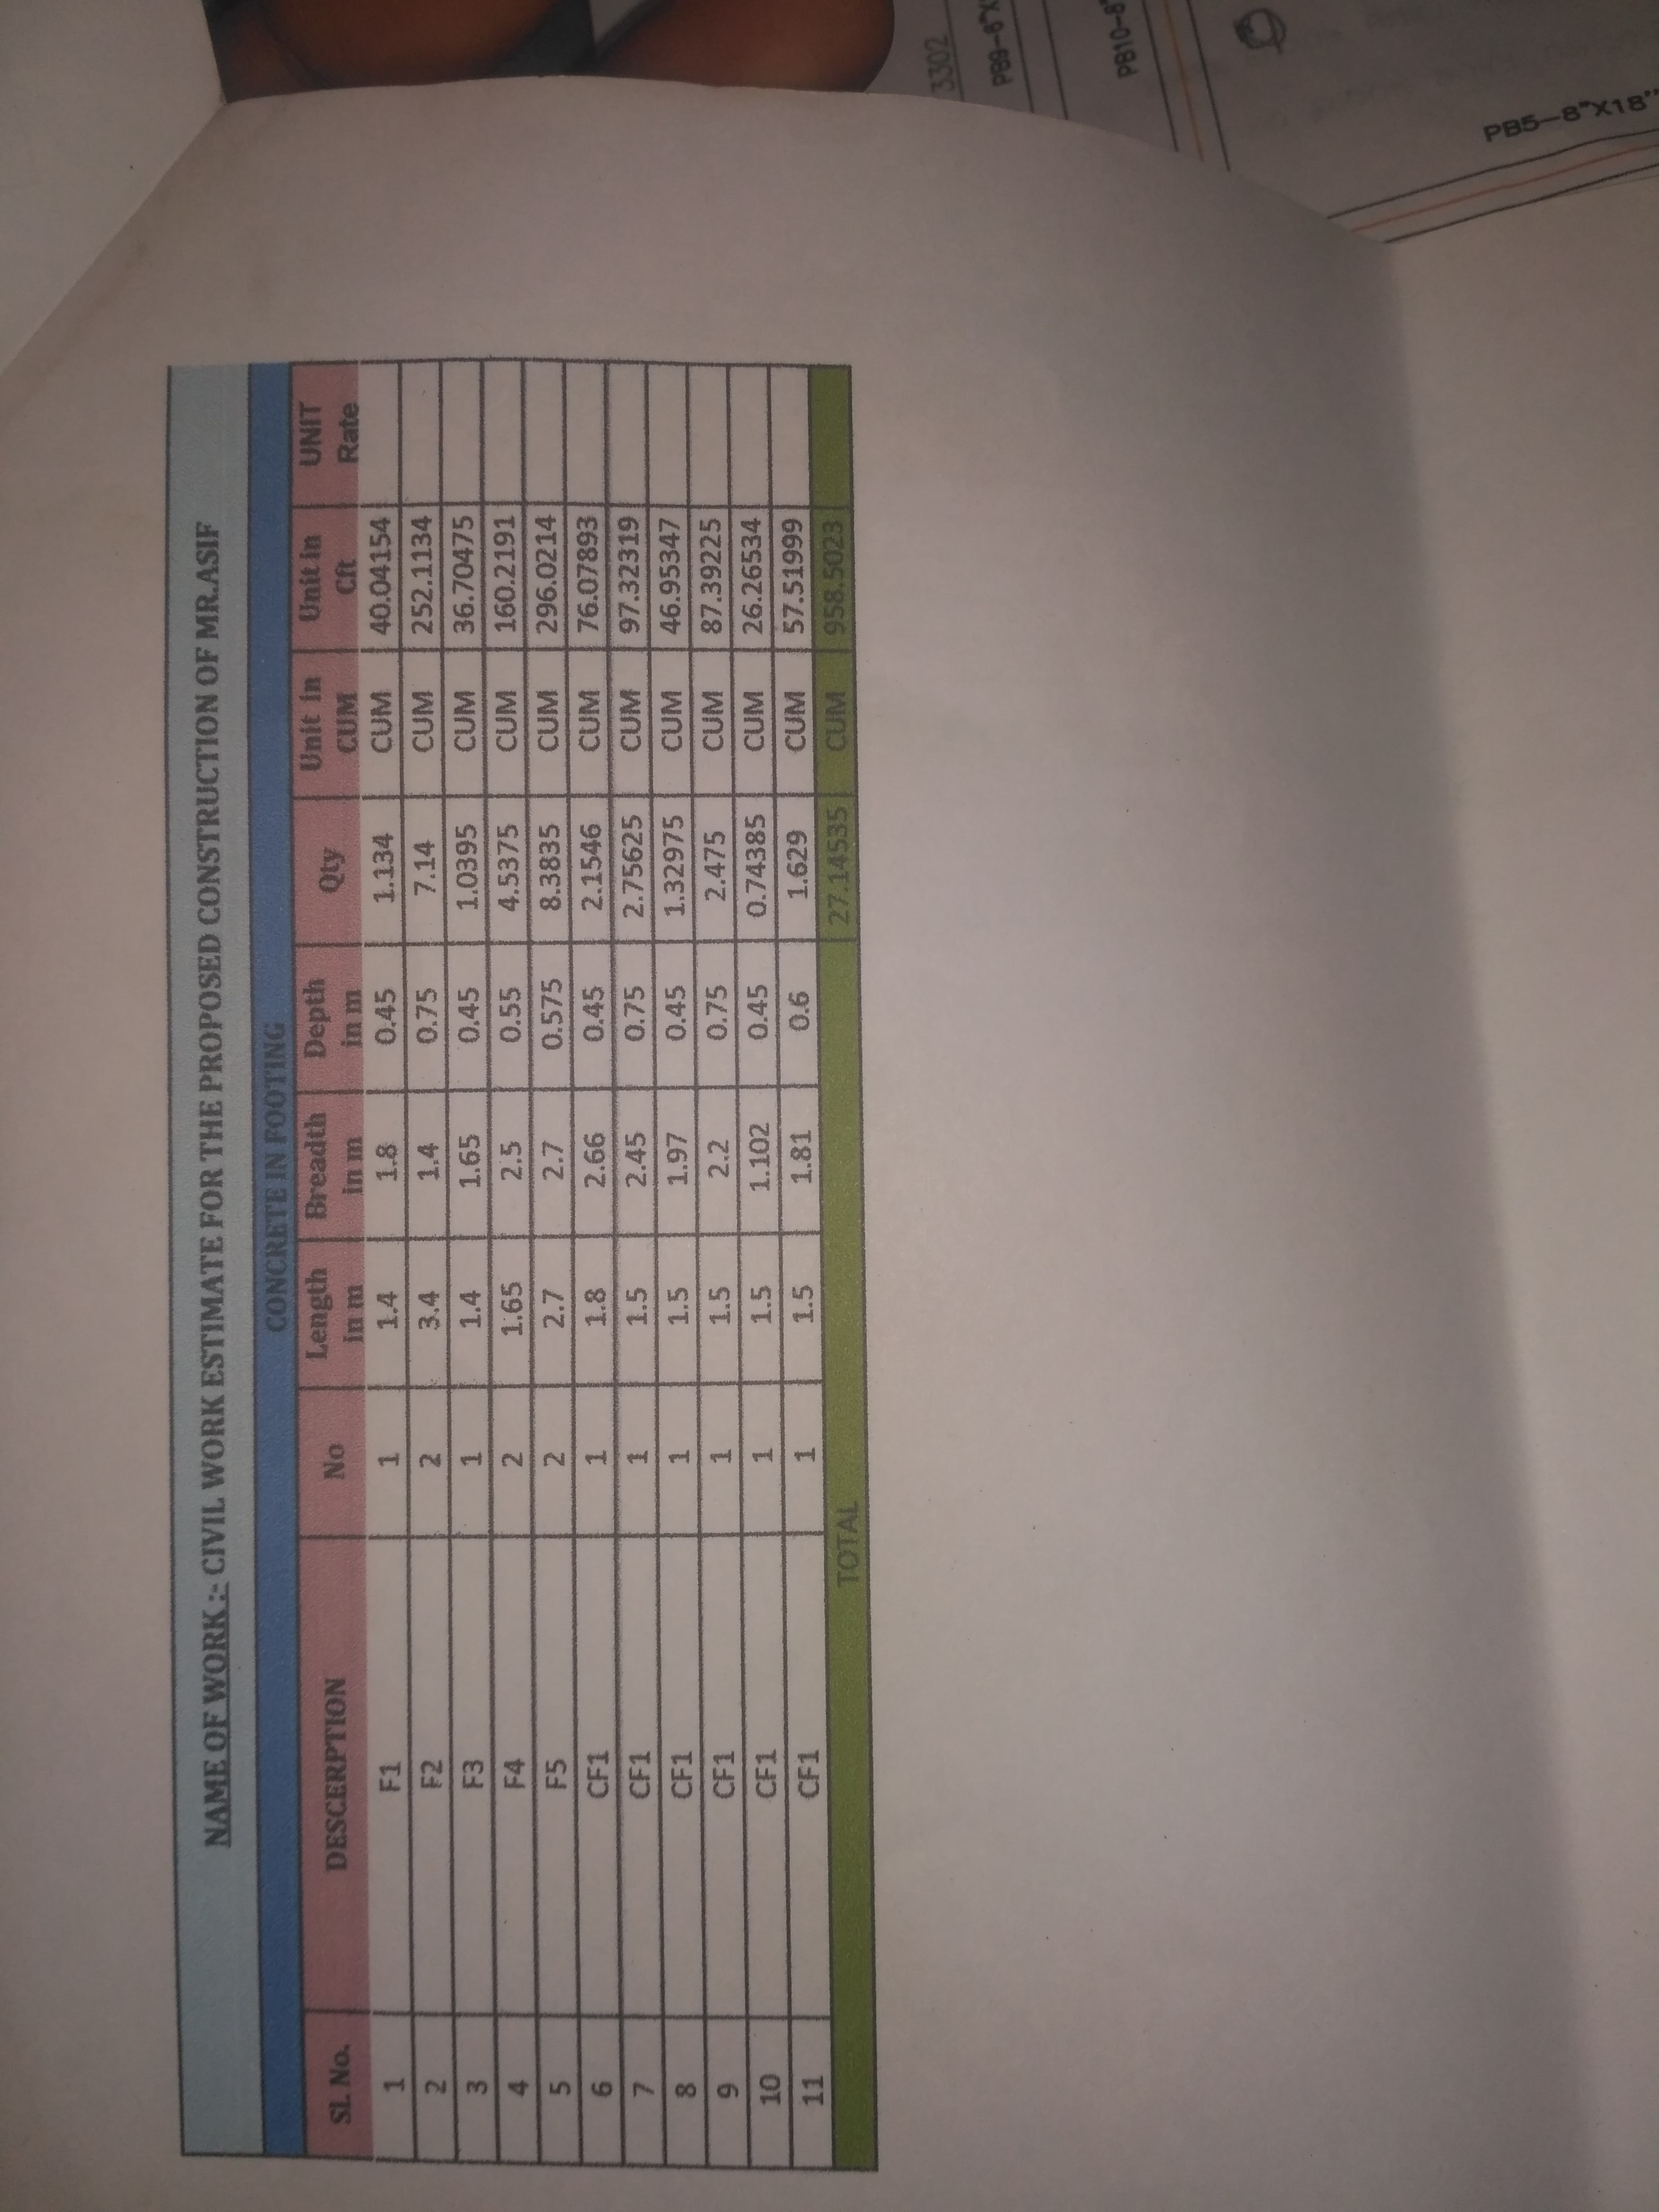 NAME OF WORK :- CIVIL WORK ESTIMATE FOR THE PROPOSED CONSTRUCTION OF MR.ASIF
CONCRETE IN FOOTING
SL No. DESCERPTION No Length in m Breadth in m Depth in m Qty Unit in CUM Unit in Cft UNIT Rate
1 F1 1 1.4 1.8 0.45 1.134 CUM 40.04154
2 F2 2 3.4 1.4 0.75 7.14 CUM 252.1134
3 F3 1 1.4 1.65 0.45 1.0395 CUM 36.70475
4 F4 2 1.65 2.5 0.55 4.5375 CUM 160.2191
5 F5 2 2.7 2.7 0.575 8.3835 CUM 296.0214
6 CF1 1 1.8 2.66 0.45 2.1546 CUM 76.07893
7 CF1 1 1.5 2.45 0.75 2.75625 CUM 97.32319
8 CF1 1 1.5 1.97 0.45 1.32975 CUM 46.95347
9 CF1 1 1.5 2.2 0.75 2.475 CUM 87.39225
10 CF1 1 1.5 1.102 0.45 0.74385 CUM 26.26534
11 CF1 1 1.5 1.81 0.6 1.629 CUM 57.51999
TOTAL 27.14535 CUM 958.5023
3302
PB9-6"X
PB10-8"
PB5-8"X18"